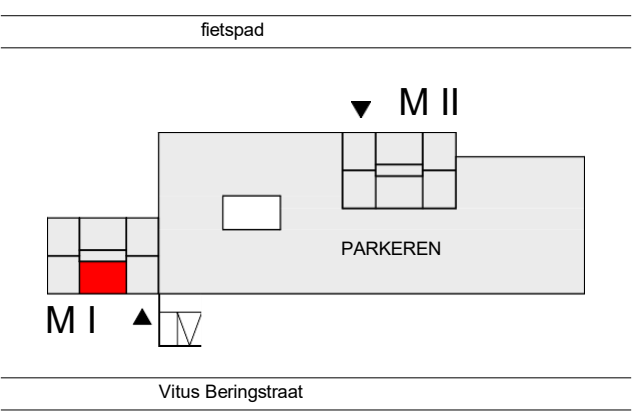 fietspad
M II
PARKEREN
M I
Vitus Beringstraat